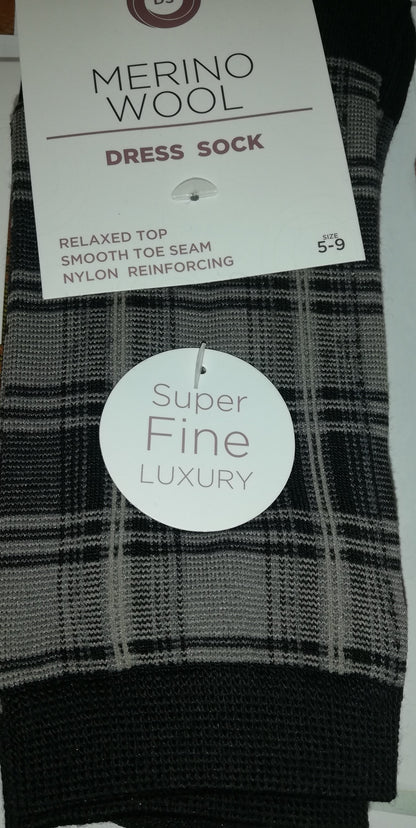 MERINO
WOOL
DRESS SOCK
RELAXED TOP
SMOOTH TOE SEAM
NYLON REINFORCING
SIZE
5-9
Super
Fine
LUXURY